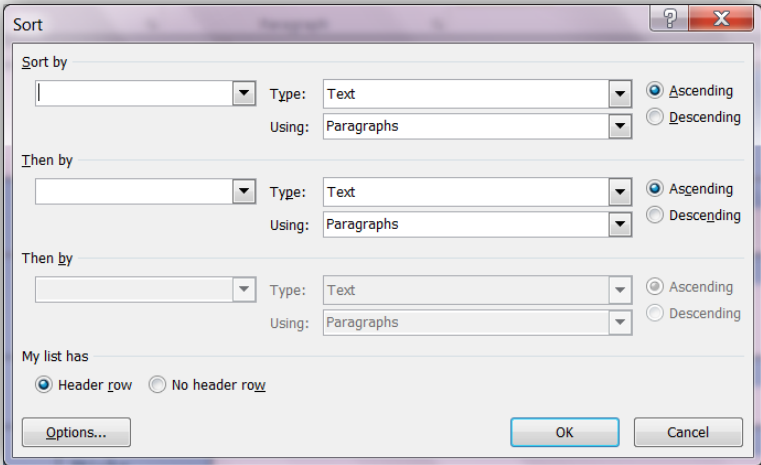 Sort
Paragraph
Sort by
Type: Text Ascending
Using: Paragraphs Descending
Then by
Type: Text Ascending
Using: Paragraphs Descending
Then by
Type: Text Ascending
Using: Paragraphs Descending
My list has
Header row No header row
Options... OK Cancel